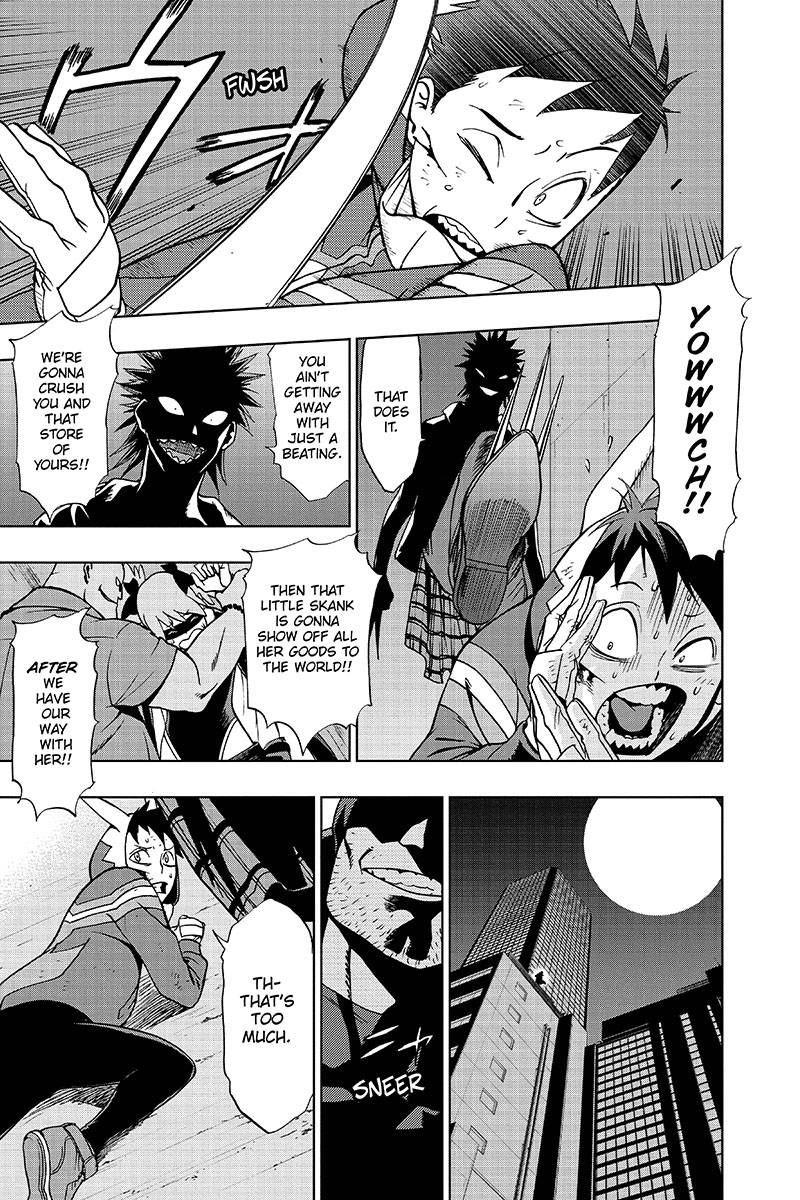 ブォ
FWSH
YOWWWCH!!
THAT
DOES
IT.
YOU
AIN'T
GETTING
AWAY
WITH
JUST A
BEATING.
WE'RE
GONNA
CRUSH
YOU AND
THAT
STORE
OF
YOURS!!
THEN THAT
LITTLE SKANK
IS GONNA
SHOW OFF ALL
HER GOODS
TO THE
WORLD!!
AFTER
WE
HAVE
OUR
WAY
WITH
HER!!
SNEER
TH-
THAT'S
TOO
MUCH.